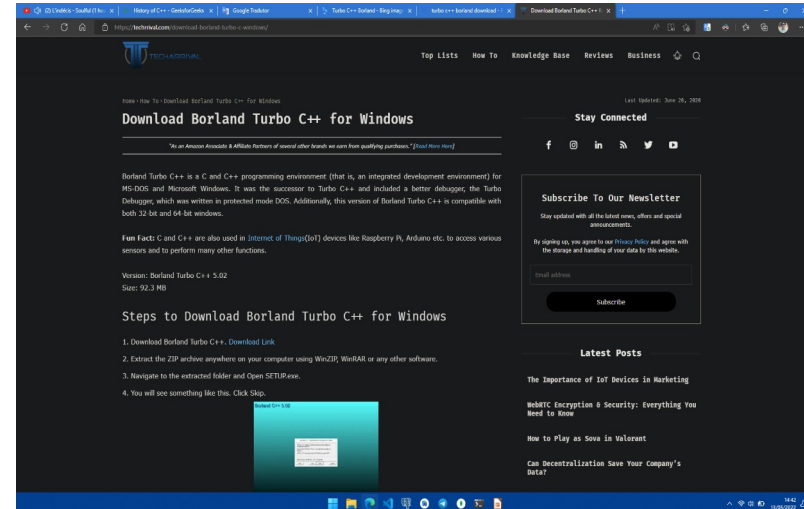 (2) L'indécis - Soulful (1 ho
History of C++ - GeeksforGeeks
Google Tradutor
Turbo C++ Borland - Bing imag
turbo c++ borland download -
Download Borland Turbo C++ f
https://techrrival.com/download-borland-turbo-c-windows/
TECHARRIVAL
Top Lists
How To
Knowledge Base
Reviews
Business
Home › How To › Download Borland Turbo C++ for Windows
Last Updated: June 28, 2020
Download Borland Turbo C++ for Windows
"As an Amazon Associate & Affiliate Partners of several other brands we earn from qualifying purchases." [Read More Here]
Borland Turbo C++ is a C and C++ programming environment (that is, an integrated development environment) for
MS-DOS and Microsoft Windows. It was the successor to Turbo C++ and included a better debugger, the Turbo
Debugger, which was written in protected mode DOS. Additionally, this version of Borland Turbo C++ is compatible with
both 32-bit and 64-bit windows.
Fun Fact: C and C++ are also used in Internet of Things(IoT) devices like Raspberry Pi, Arduino etc. to access various
sensors and to perform many other functions.
Version: Borland Turbo C++ 5.02
Size: 92.3 MB
Steps to Download Borland Turbo C++ for Windows
1. Download Borland Turbo C++. Download Link
2. Extract the ZIP archive anywhere on your computer using WinZIP, WinRAR or any other software.
3. Navigate to the extracted folder and Open SETUP.exe.
4. You will see something like this. Click Skip.
Borland C++ 5.02
Stay Connected
Subscribe To Our Newsletter
Stay updated with all the latest news, offers and special
announcements.
By signing up, you agree to our Privacy Policy and agree with
the storage and handling of your data by this website.
Email address
Subscribe
Latest Posts
The Importance of IoT Devices in Marketing
WebRTC Encryption & Security: Everything You
Need to Know
How to Play as Sova in Valorant
Can Decentralization Save Your Company's
Data?
14:42
13/05/2022